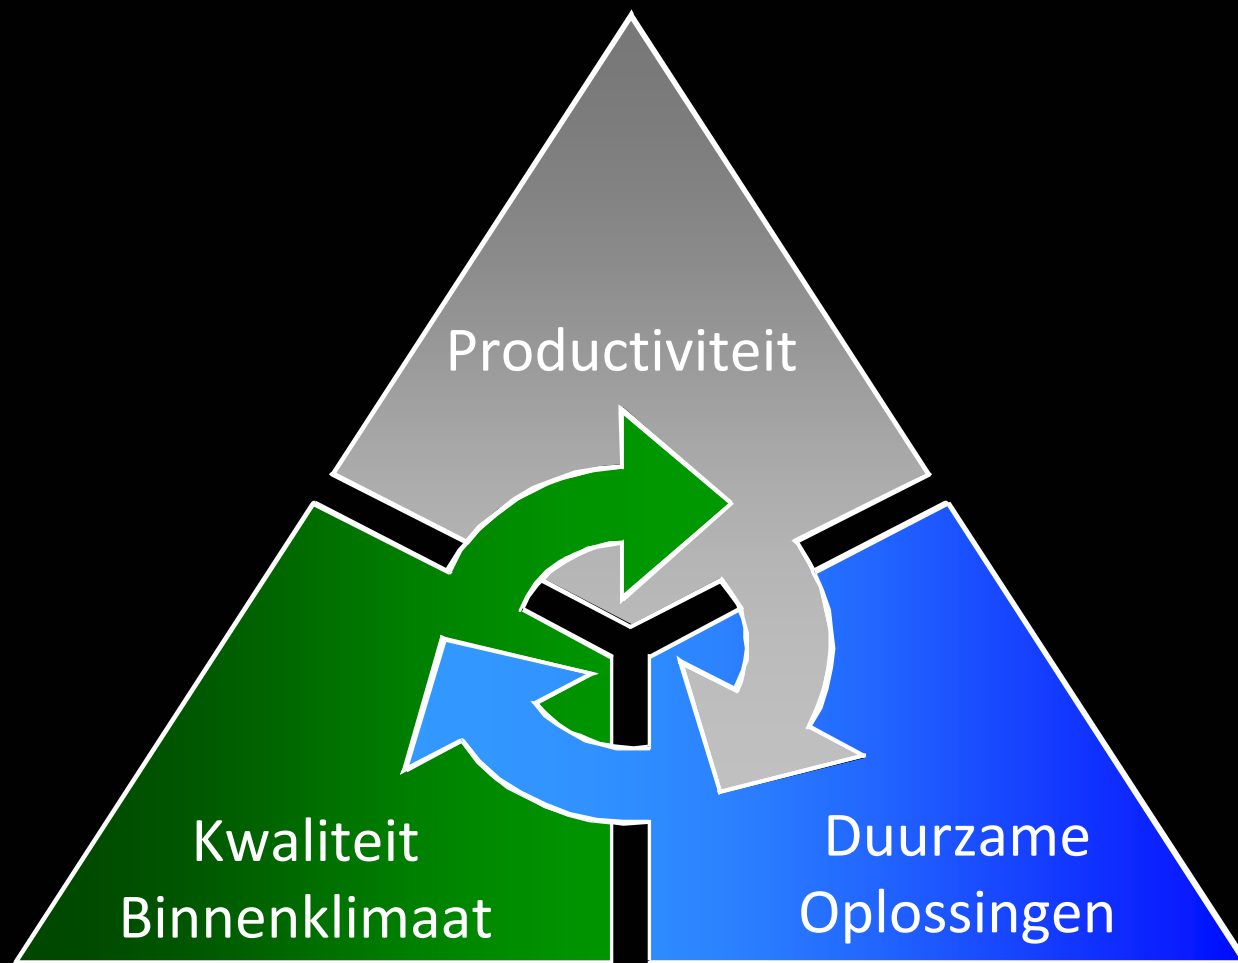 Productiviteit
Kwaliteit
Binnenklimaat
Duurzame
Oplossingen